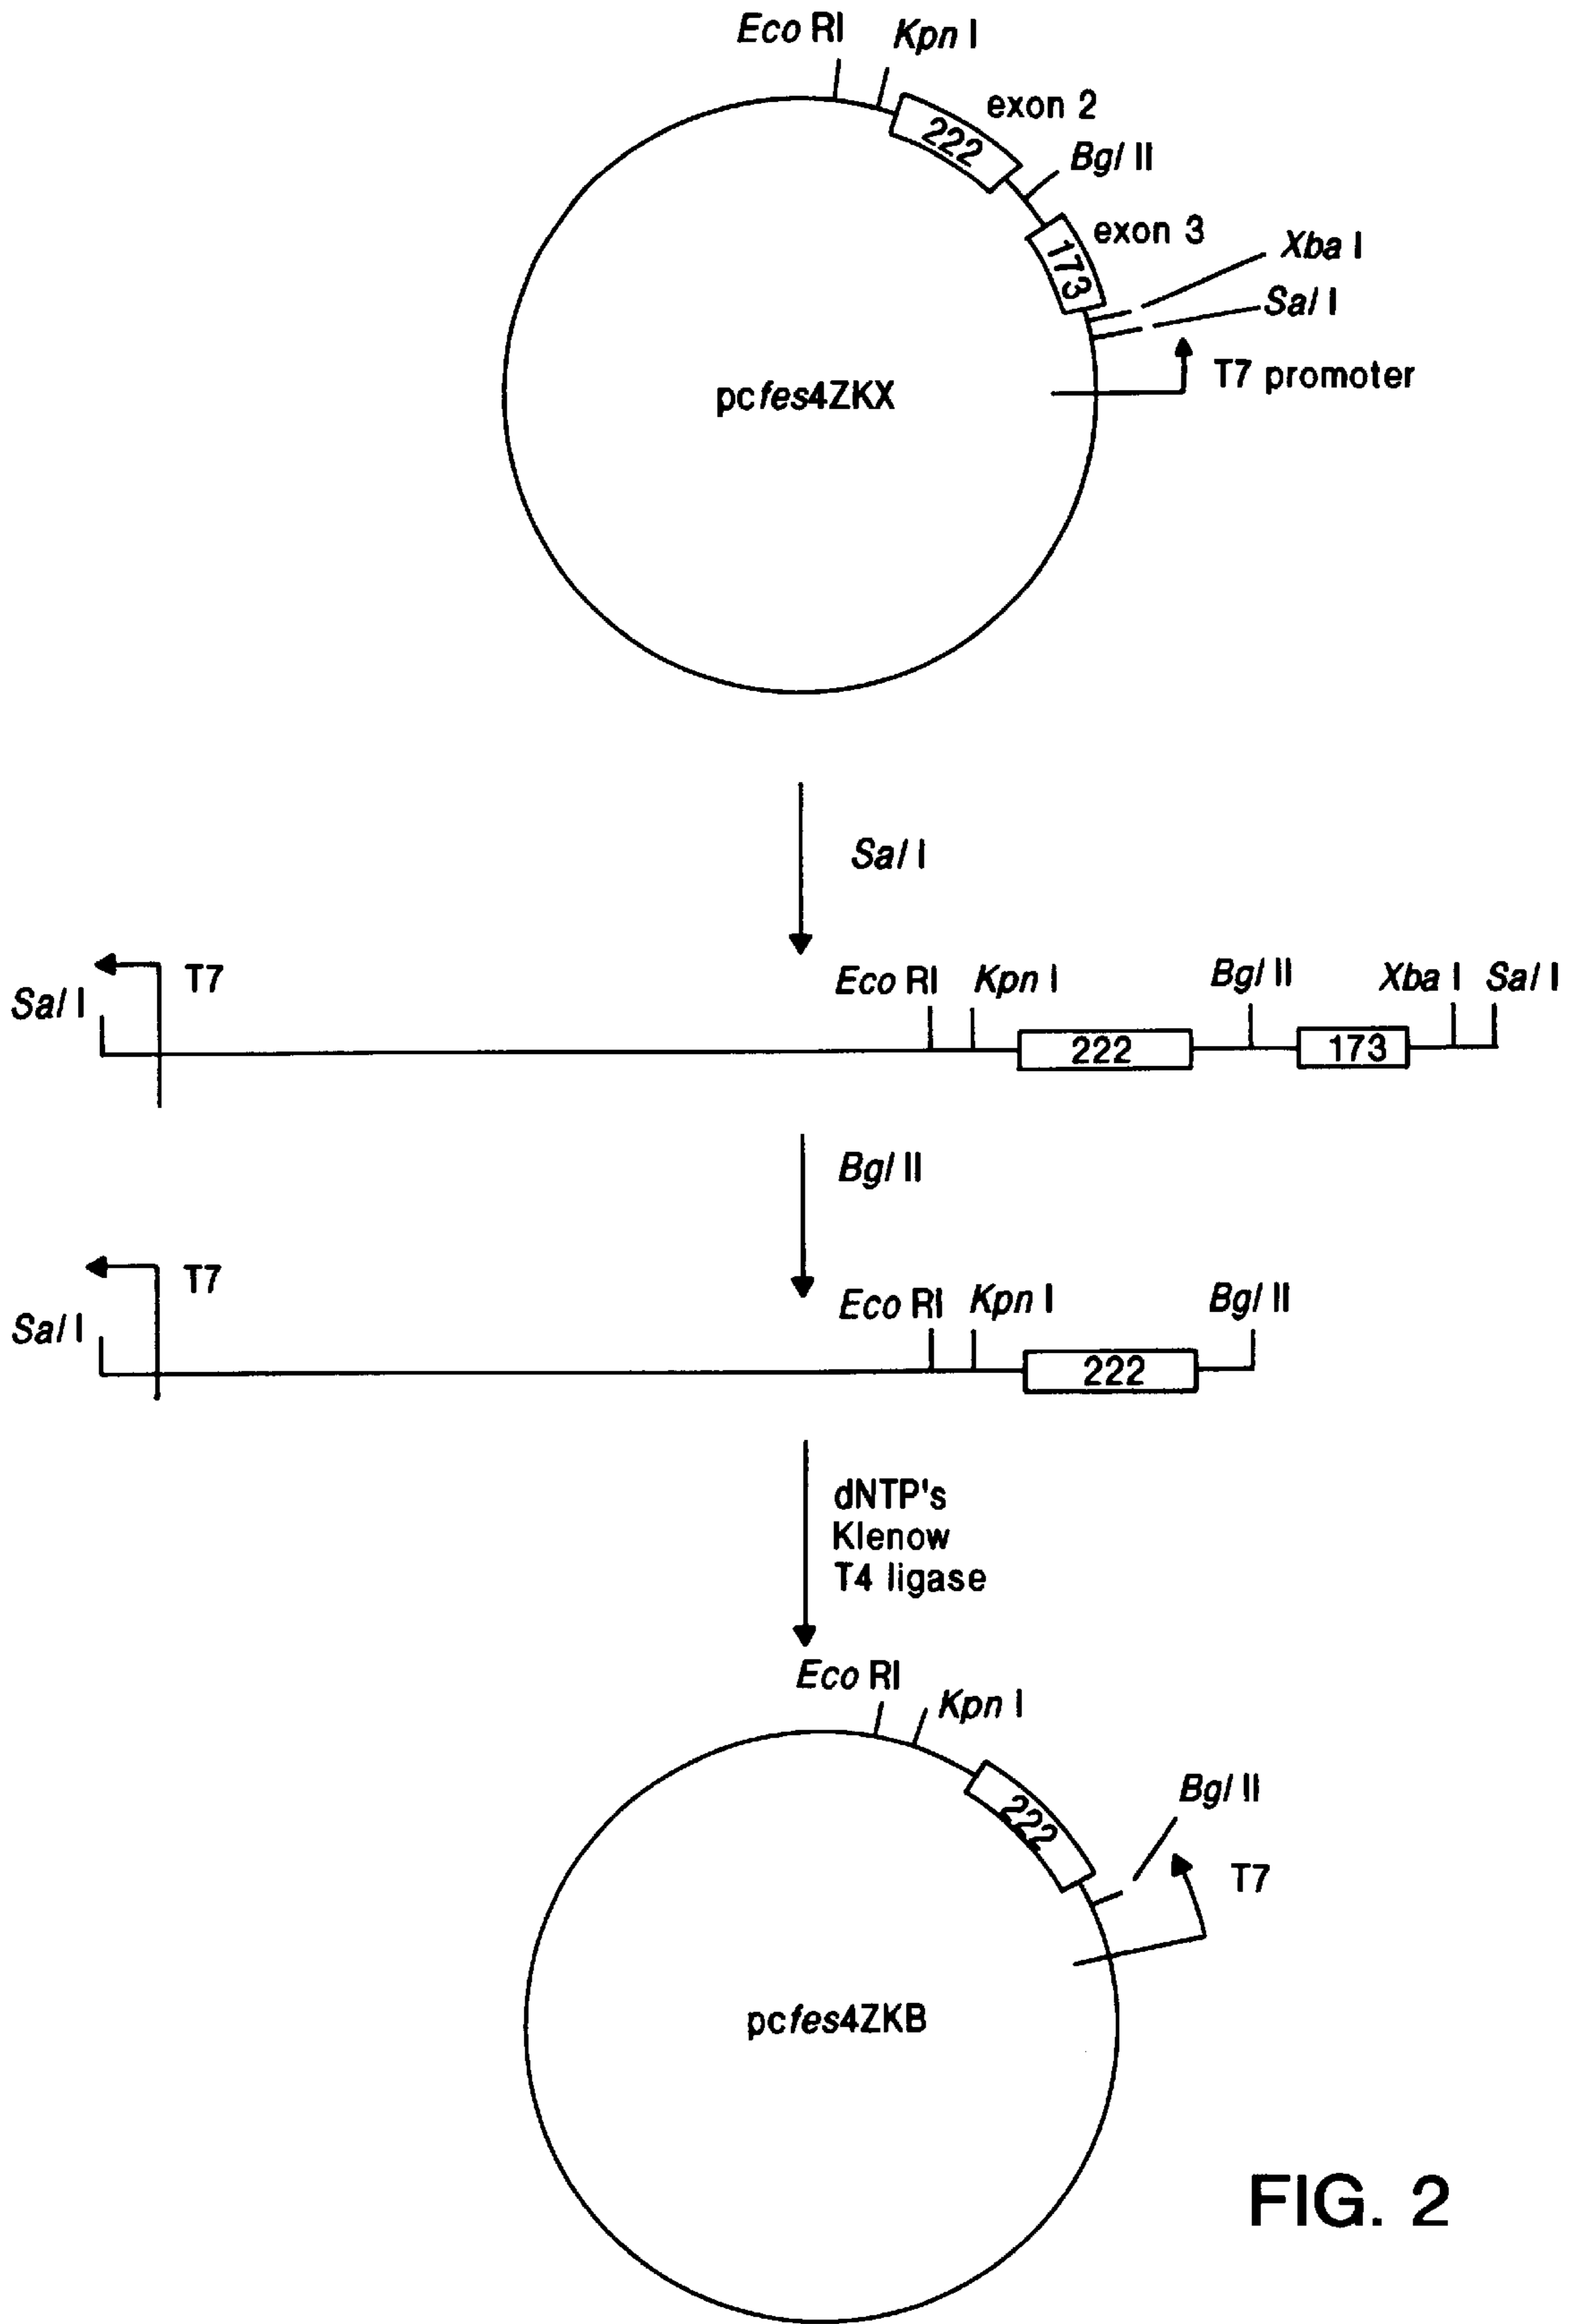 Eco RI
Kpn I
exon 2
222
Bgl II
exon 3
173
Xba I
Sal I
T7 promoter
pcfes4ZKX
Sal I
T7
Sal I
Eco RI
Kpn I
Bgl II
Xba I
Sal I
222
173
Bgl II
T7
Sal I
Eco RI
Kpn I
Bgl II
222
dNTP's
Klenow
T4 ligase
Eco RI
Kpn I
222
Bgl II
T7
pcfes4ZKB
FIG. 2